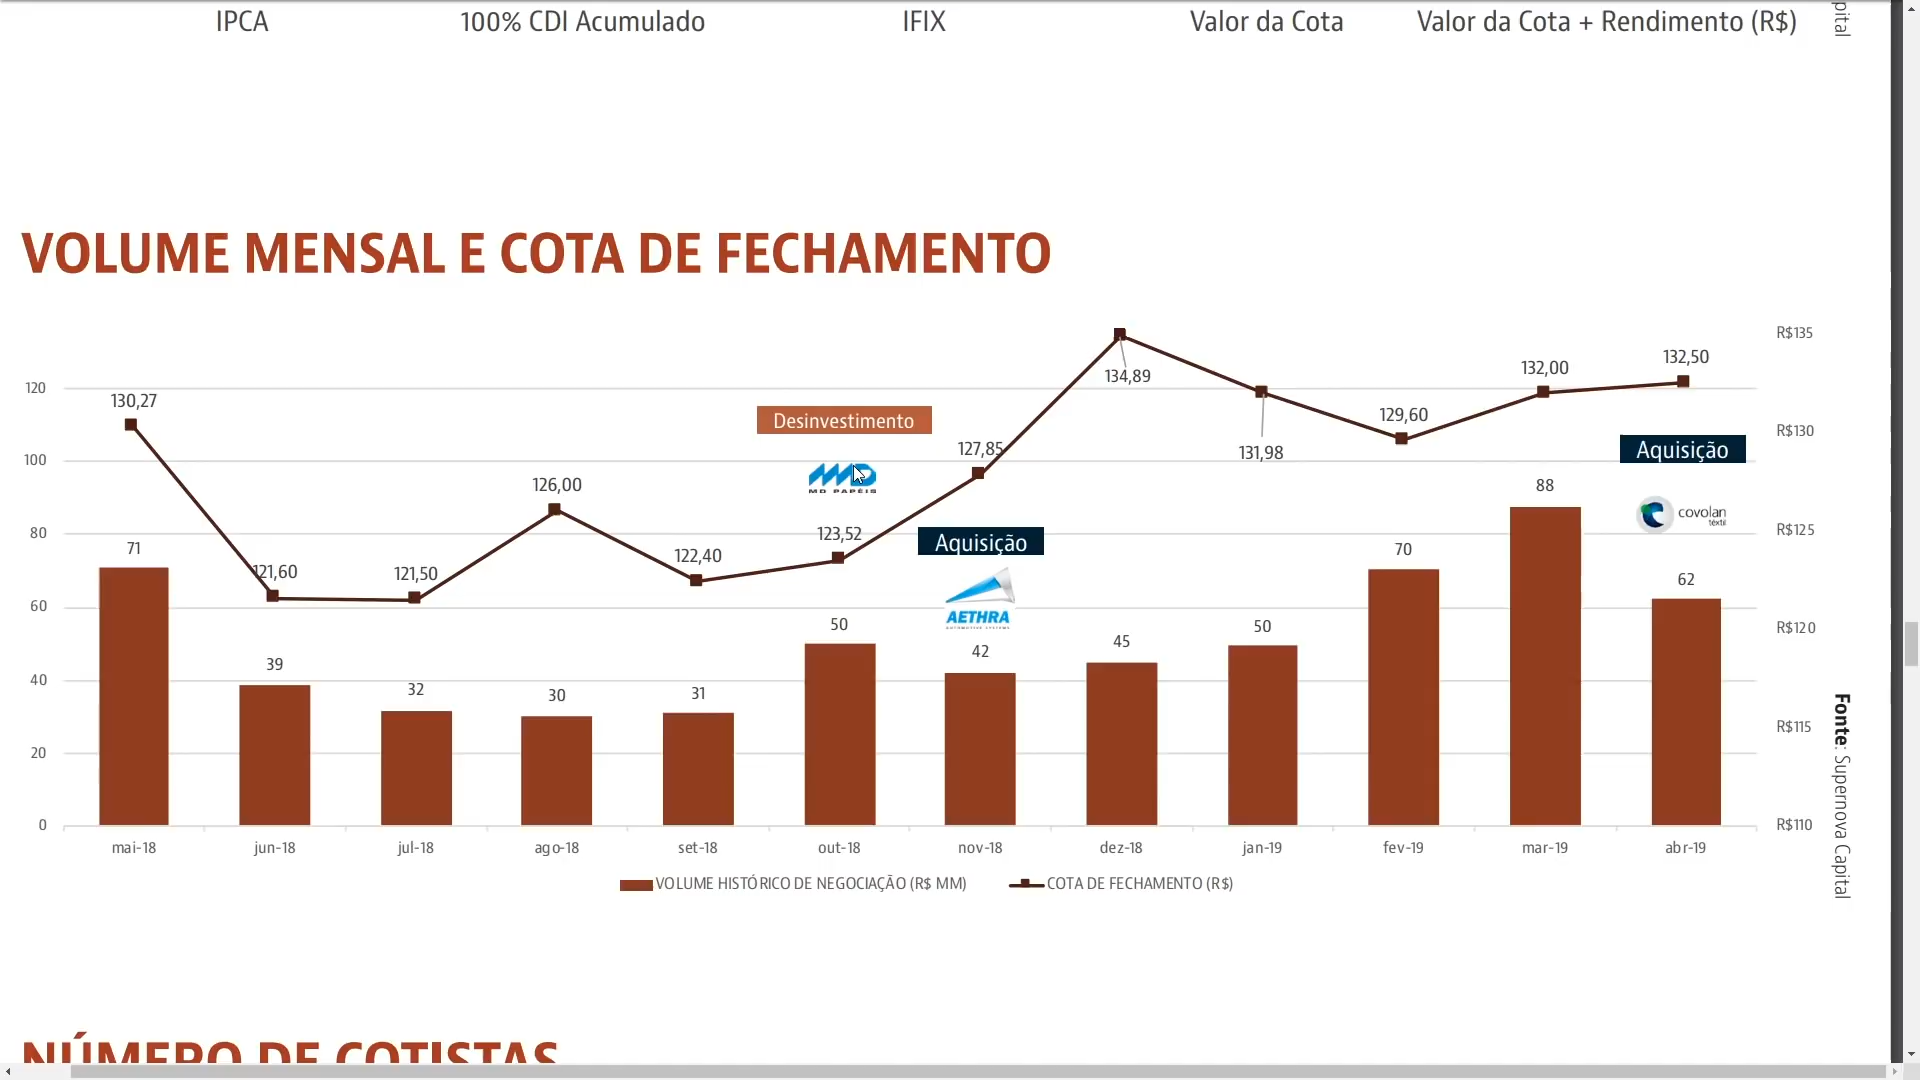 IPCA
100% CDI Acumulado
IFIX
Valor da Cota
Valor da Cota + Rendimento (R$)
pital
VOLUME MENSAL E COTA DE FECHAMENTO
120
100
80
60
40
20
0
R$135
R$130
R$125
R$120
R$115
R$110
130,27
121,60
121,50
126,00
122,40
123,52
127,85
134,89
131,98
129,60
132,00
132,50
Desinvestimento
MD PAPÉIS
Aquisição
AETHRA
AUTOMOTIVE SYSTEMS
Aquisição
covolan
têxtil
71
39
32
30
31
50
42
45
50
70
88
62
mai-18
jun-18
jul-18
ago-18
set-18
out-18
nov-18
dez-18
jan-19
fev-19
mar-19
abr-19
VOLUME HISTÓRICO DE NEGOCIAÇÃO (R$ MM)
COTA DE FECHAMENTO (R$)
Fonte: Supernova Capital
NÚMERO DE COTISTAS